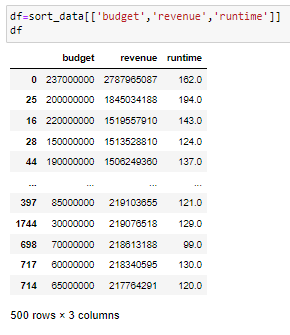 df=sort_data[['budget','revenue','runtime']]
df
budget revenue runtime
0 237000000 2787965087 162.0
25 200000000 1845034188 194.0
16 220000000 1519557910 143.0
28 150000000 1513528810 124.0
44 190000000 1506249360 137.0
... ... ... ...
397 85000000 219103655 121.0
1744 30000000 219076518 129.0
698 70000000 218613188 99.0
717 60000000 218340595 130.0
714 65000000 217764291 120.0
500 rows × 3 columns